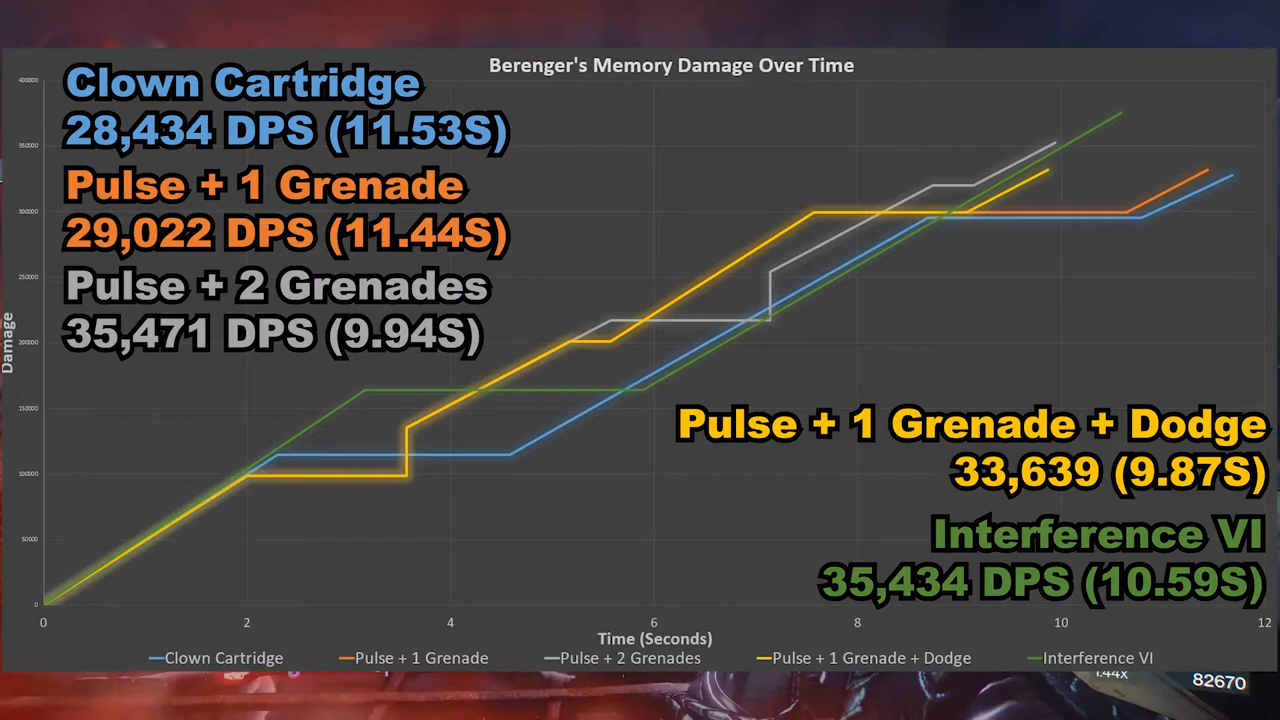 Berenger's Memory Damage Over Time
Clown Cartridge
28,434 DPS (11.53S)
Pulse + 1 Grenade
29,022 DPS (11.44S)
Pulse + 2 Grenades
35,471 DPS (9.94S)
Pulse + 1 Grenade + Dodge
33,639 (9.87S)
Interference VI
35,434 DPS (10.59S)
400000
350000
300000
250000
200000
150000
100000
50000
0
Damage
0 2 4 6 8 10 12
Time (Seconds)
Clown Cartridge Pulse + 1 Grenade Pulse + 2 Grenades Pulse + 1 Grenade + Dodge Interference VI
1.44x
82670